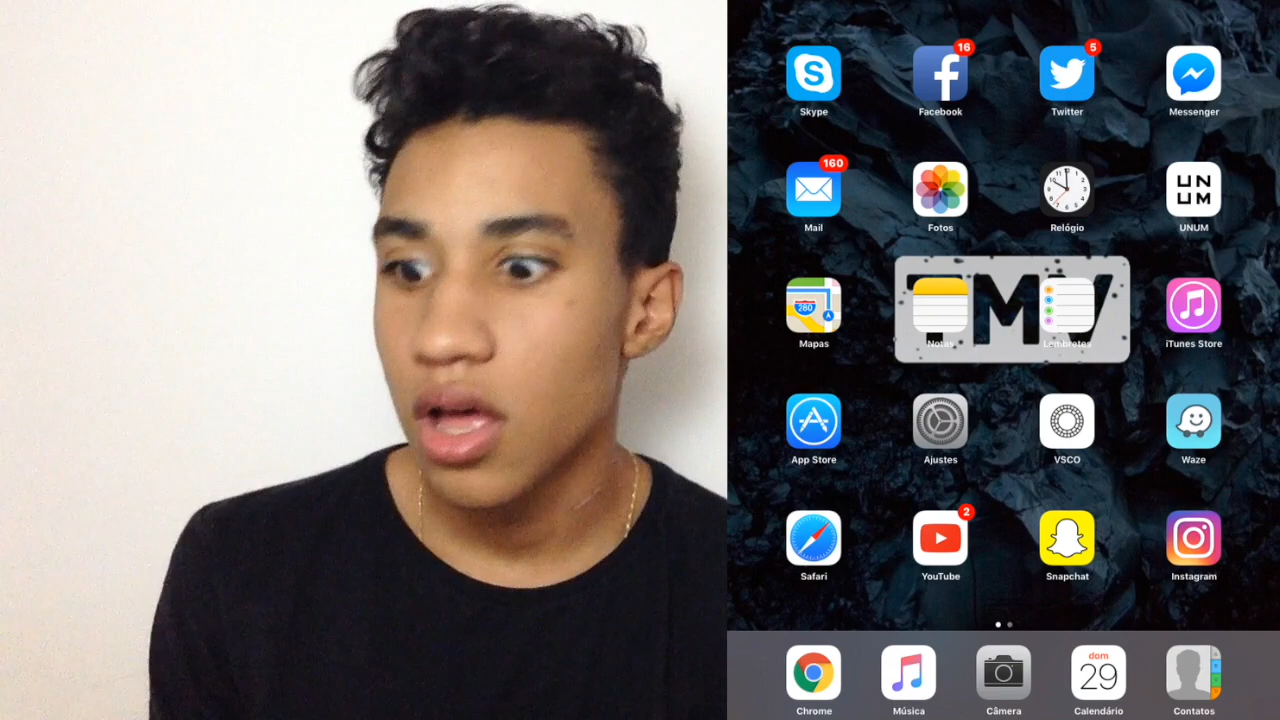 16
5
Skype
Facebook
Twitter
Messenger
160
UN
UM
Mail
Fotos
Relógio
UNUM
280
TMV
Mapas
Notas
Lembretes
iTunes Store
App Store
Ajustes
VSCO
Waze
2
Safari
YouTube
Snapchat
Instagram
dom
29
Chrome
Música
Câmera
Calendário
Contatos